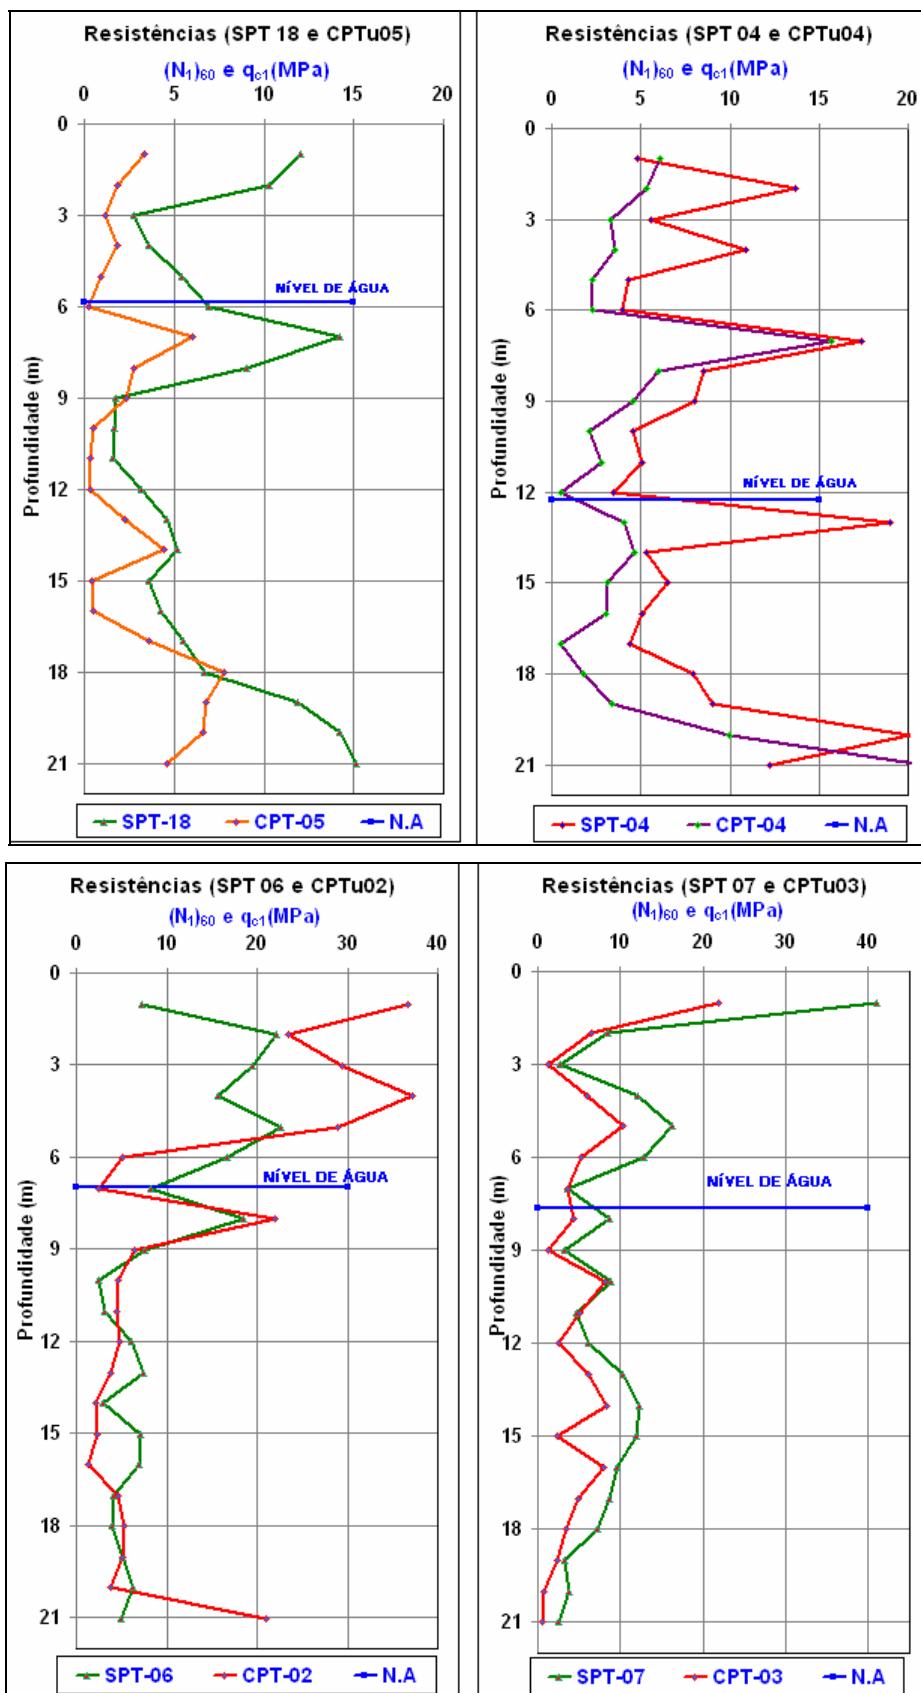 Resistências (SPT 18 e CPTu05)
(N₁)₆₀ e q꜀₁(MPa)
0 5 10 15 20
0
3
NÍVEL DE ÁGUA
6
9
12
15
18
21
Profundidade (m)
SPT-18 CPT-05 N.A
Resistências (SPT 04 e CPTu04)
(N₁)₆₀ e q꜀₁(MPa)
0 5 10 15 20
0
3
6
9
NÍVEL DE ÁGUA
12
15
18
21
Profundidade (m)
SPT-04 CPT-04 N.A
Resistências (SPT 06 e CPTu02)
(N₁)₆₀ e q꜀₁(MPa)
0 10 20 30 40
0
3
6
NÍVEL DE ÁGUA
9
12
15
18
21
Profundidade (m)
SPT-06 CPT-02 N.A
Resistências (SPT 07 e CPTu03)
(N₁)₆₀ e q꜀₁(MPa)
0 10 20 30 40
0
3
6
NÍVEL DE ÁGUA
9
12
15
18
21
Profundidade (m)
SPT-07 CPT-03 N.A